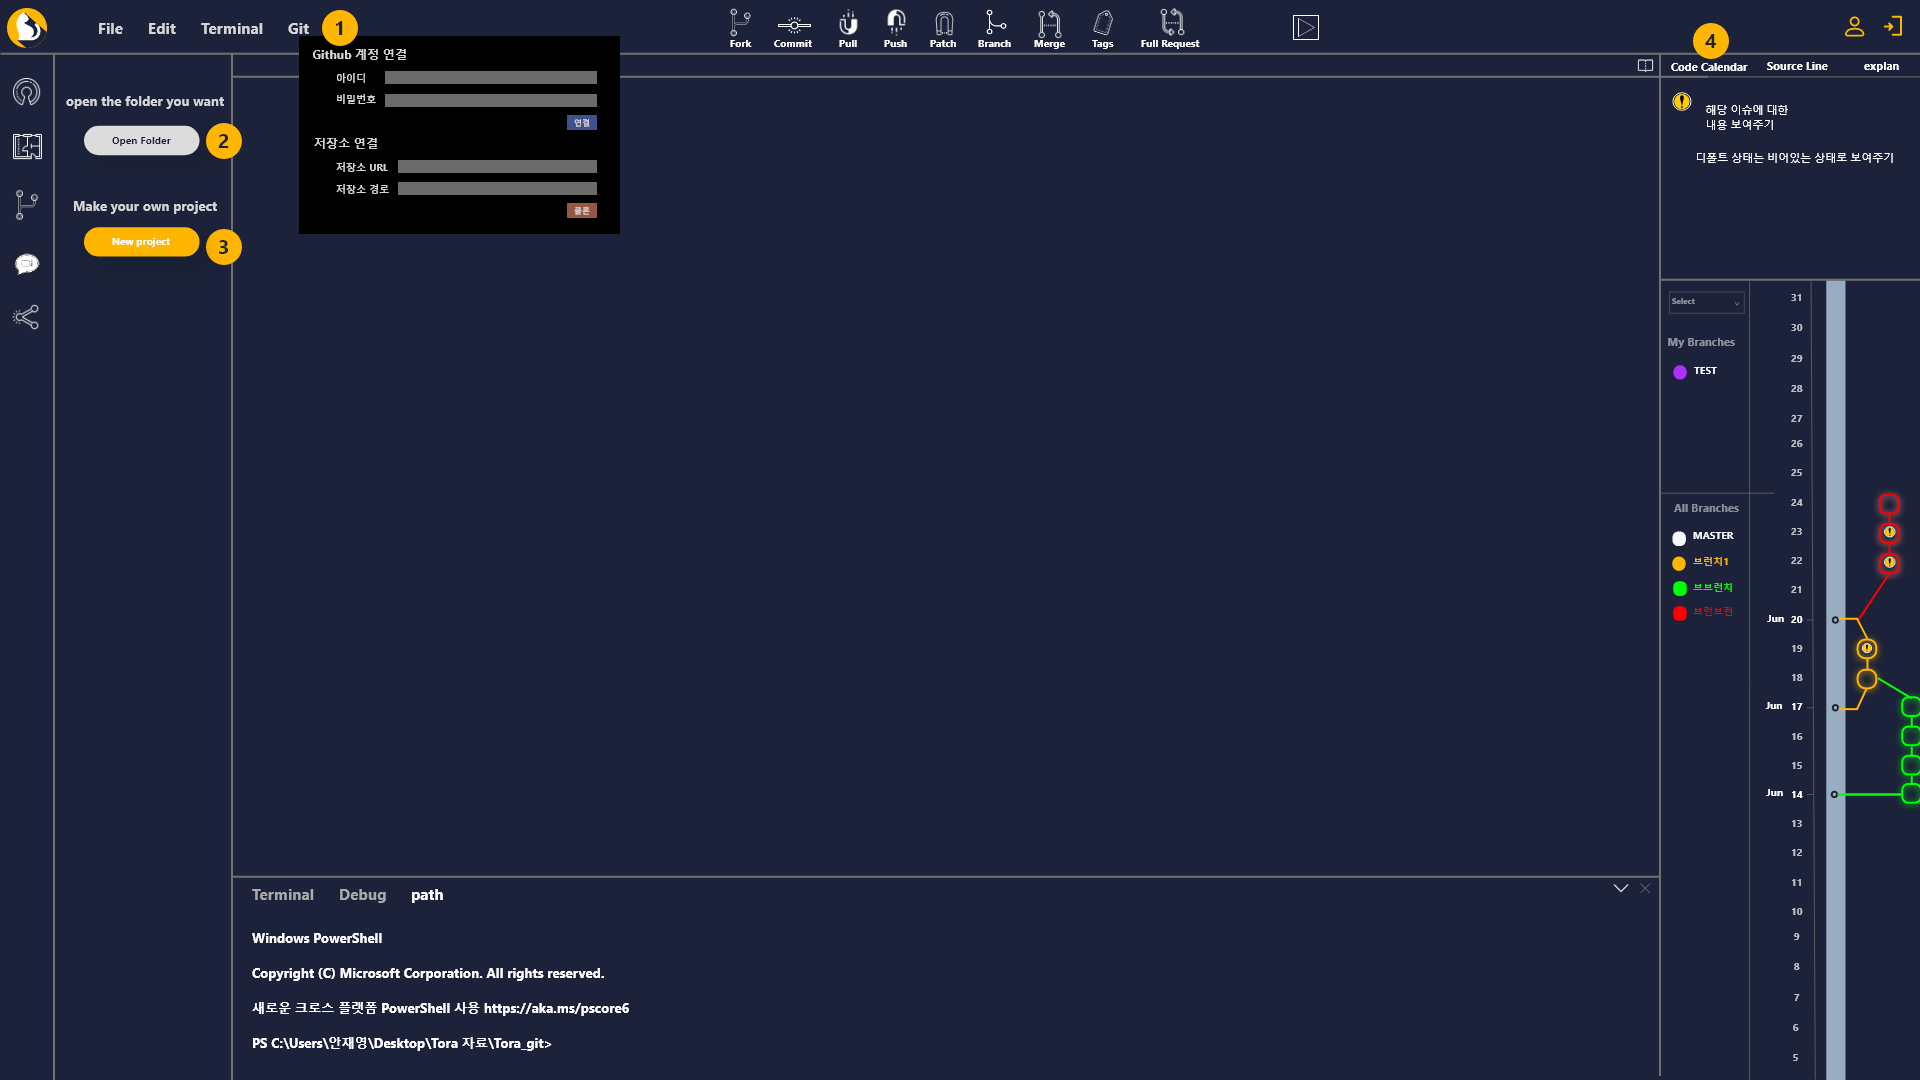 File Edit Terminal Git 1
Fork Commit Pull Push Patch Branch Merge Tags Full Request
4
Github 계정 연결
아이디
비밀번호
연결
저장소 연결
저장소 URL
저장소 경로
클론
open the folder you want
Open Folder 2
Make your own project
New project 3
Code Calendar Source Line explan
해당 이슈에 대한
내용 보여주기
디폴트 상태는 비어있는 상태로 보여주기
Select
My Branches
TEST
All Branches
MASTER
브런치1
브브런치
브런브런
31
30
29
28
27
26
25
24
23
22
21
Jun 20
19
18
Jun 17
16
15
Jun 14
13
12
11
10
9
8
7
6
5
Terminal Debug path
Windows PowerShell
Copyright (C) Microsoft Corporation. All rights reserved.
새로운 크로스 플랫폼 PowerShell 사용 https://aka.ms/pscore6
PS C:\Users\안재영\Desktop\Tora 자료\Tora_git>